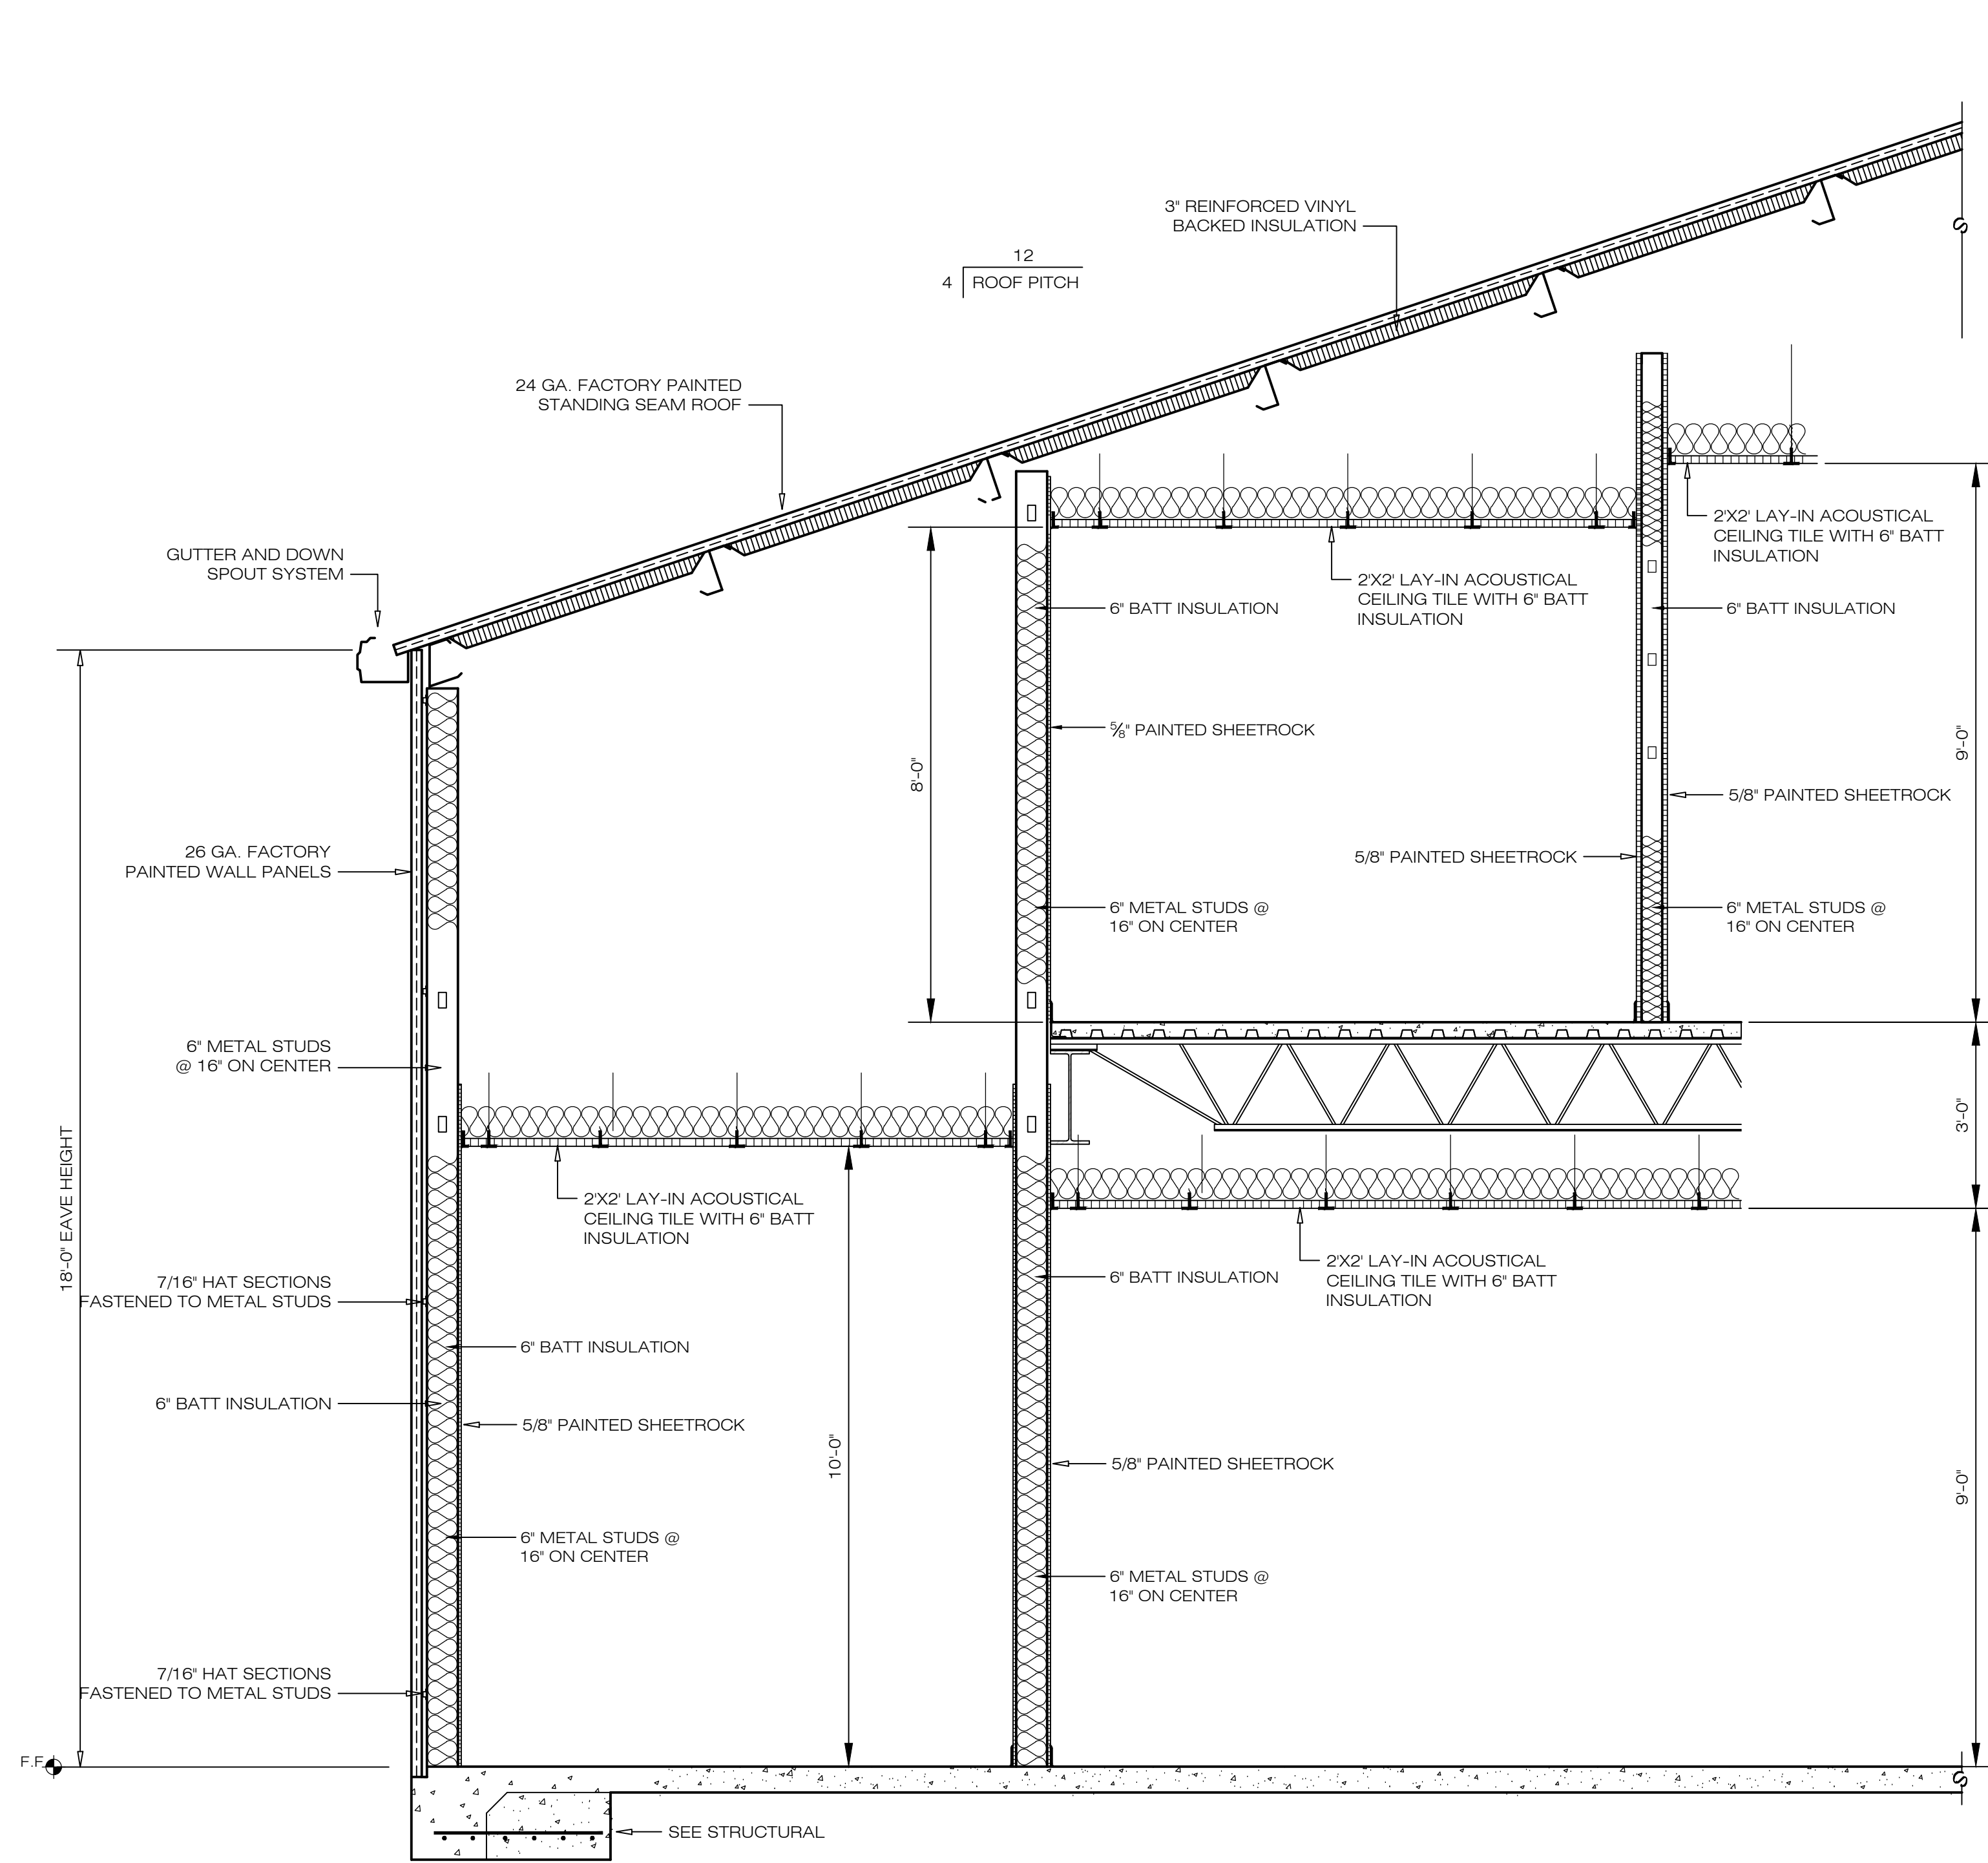 3" REINFORCED VINYL
BACKED INSULATION
12
4
ROOF PITCH
24 GA. FACTORY PAINTED
STANDING SEAM ROOF
GUTTER AND DOWN
SPOUT SYSTEM
2'X2' LAY-IN ACOUSTICAL
CEILING TILE WITH 6" BATT
INSULATION
2'X2' LAY-IN ACOUSTICAL
CEILING TILE WITH 6" BATT
INSULATION
6" BATT INSULATION
6" BATT INSULATION
⅝" PAINTED SHEETROCK
8'-0"
9'-0"
5/8" PAINTED SHEETROCK
26 GA. FACTORY
PAINTED WALL PANELS
5/8" PAINTED SHEETROCK
6" METAL STUDS @
16" ON CENTER
6" METAL STUDS @
16" ON CENTER
6" METAL STUDS
@ 16" ON CENTER
3'-0"
18'-0" EAVE HEIGHT
2'X2' LAY-IN ACOUSTICAL
CEILING TILE WITH 6" BATT
INSULATION
2'X2' LAY-IN ACOUSTICAL
CEILING TILE WITH 6" BATT
INSULATION
6" BATT INSULATION
7/16" HAT SECTIONS
FASTENED TO METAL STUDS
6" BATT INSULATION
6" BATT INSULATION
5/8" PAINTED SHEETROCK
10'-0"
5/8" PAINTED SHEETROCK
9'-0"
6" METAL STUDS @
16" ON CENTER
6" METAL STUDS @
16" ON CENTER
7/16" HAT SECTIONS
FASTENED TO METAL STUDS
F.F.
SEE STRUCTURAL